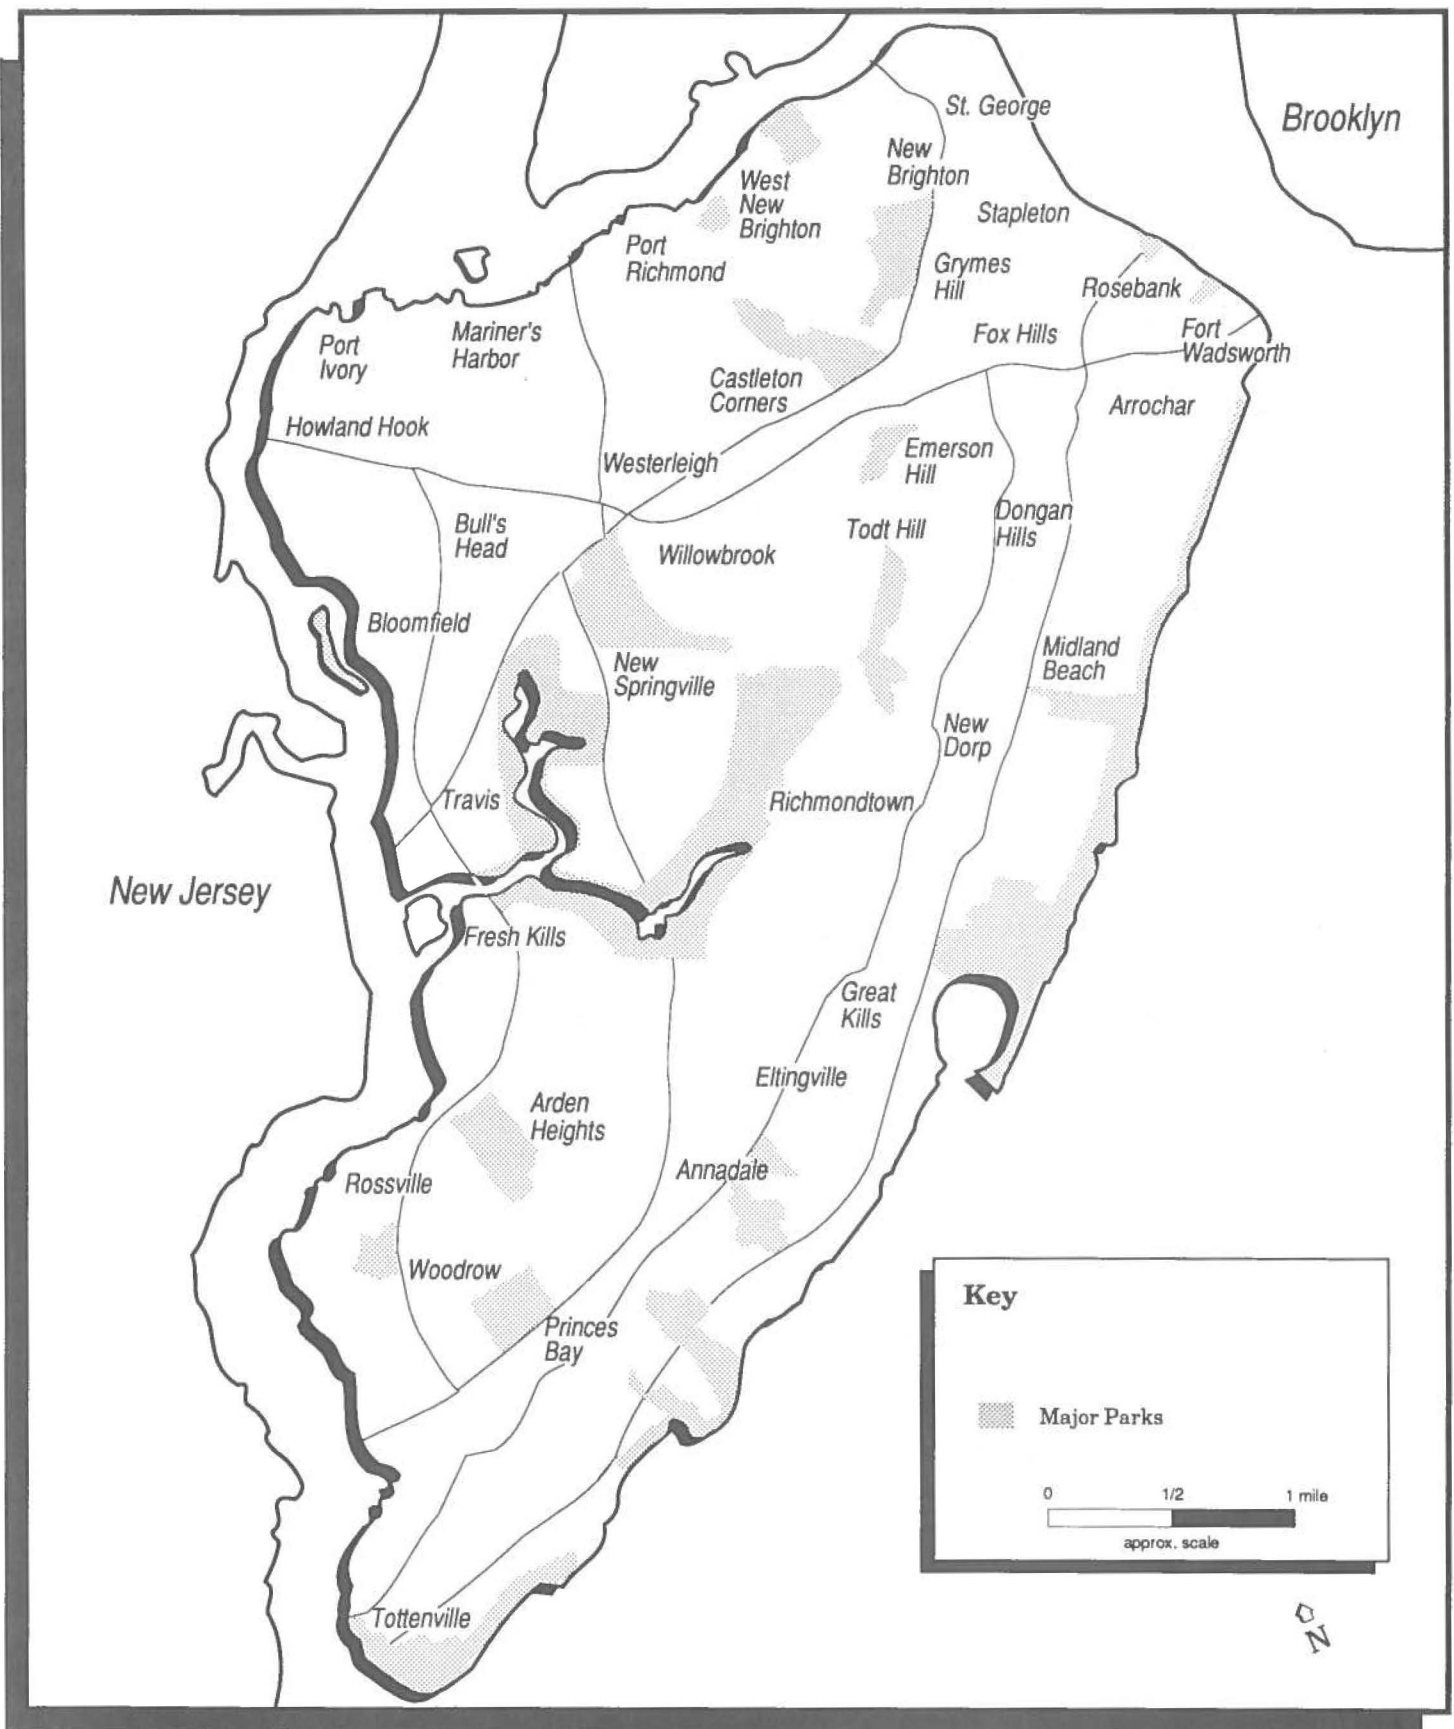 St. George
Brooklyn
New
Brighton
West
New
Brighton
Stapleton
Port
Richmond
Grymes
Hill
Rosebank
Port
Ivory
Mariner's
Harbor
Fox Hills
Fort
Wadsworth
Castleton
Corners
Arrochar
Howland Hook
Westerleigh
Emerson
Hill
Bull's
Head
Dongan
Hills
Todt Hill
Willowbrook
Bloomfield
Midland
Beach
New
Springville
New
Dorp
Travis
Richmondtown
New Jersey
Fresh Kills
Great
Kills
Eltingville
Arden
Heights
Annadale
Rossville
Woodrow
Princes
Bay
Tottenville
Key
Major Parks
0 1/2 1 mile
approx. scale
N